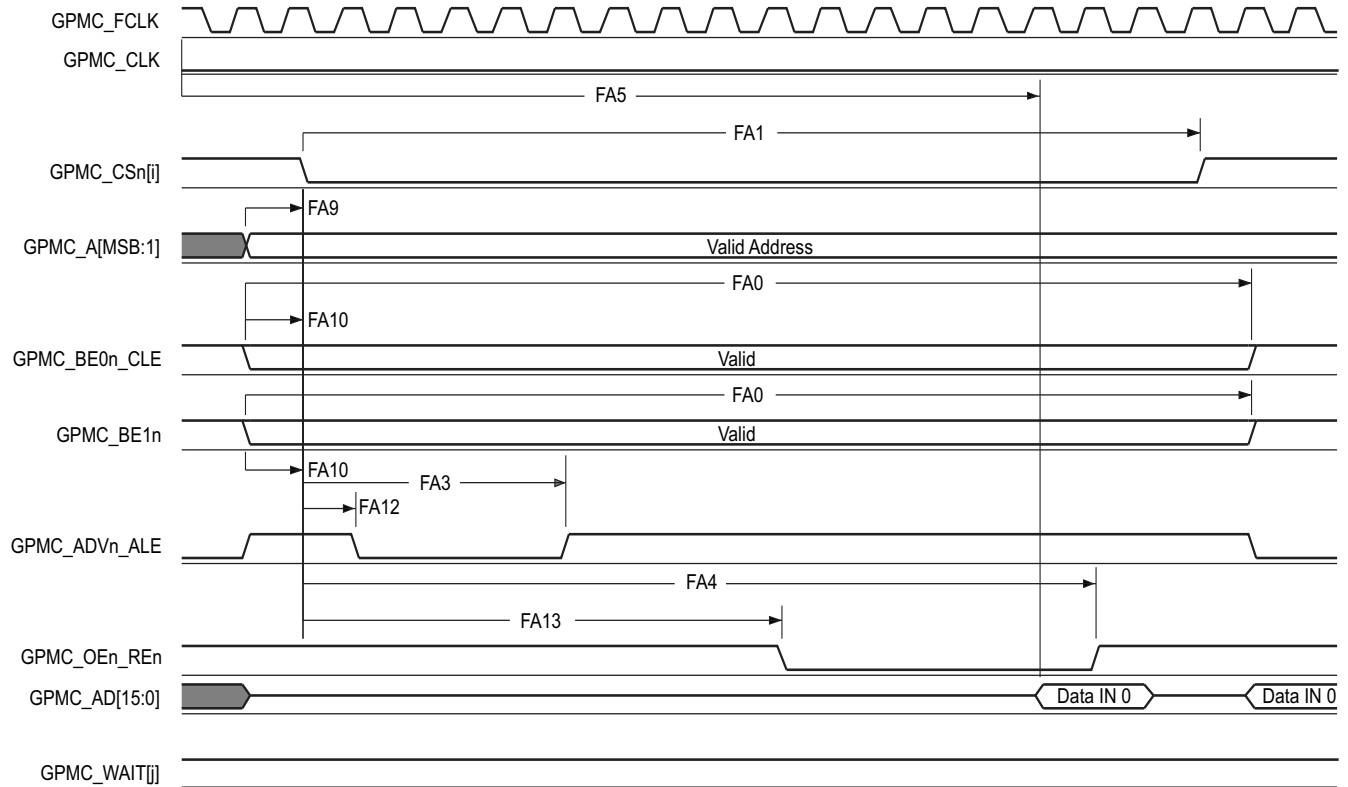 GPMC_FCLK
GPMC_CLK
FA5
FA1
GPMC_CSn[i]
FA9
GPMC_A[MSB:1]
Valid Address
FA0
FA10
GPMC_BE0n_CLE
Valid
FA0
GPMC_BE1n
Valid
FA10
FA3
FA12
GPMC_ADVn_ALE
FA4
FA13
GPMC_OEn_REn
GPMC_AD[15:0]
Data IN 0
Data IN 0
GPMC_WAIT[j]